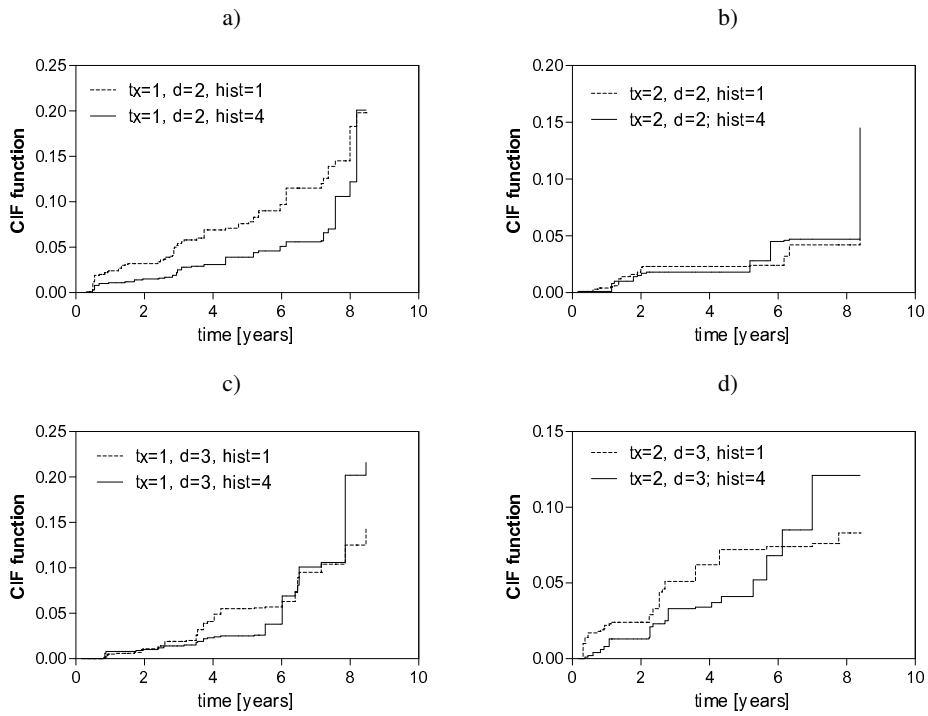 a)
0.25
0.20
0.15
0.10
0.05
0.00
CIF function
tx=1, d=2, hist=1
tx=1, d=2, hist=4
0 2 4 6 8 10
time [years]
b)
0.20
0.15
0.10
0.05
0.00
CIF function
tx=2, d=2, hist=1
tx=2, d=2; hist=4
0 2 4 6 8 10
time [years]
c)
0.25
0.20
0.15
0.10
0.05
0.00
CIF function
tx=1, d=3, hist=1
tx=1, d=3, hist=4
0 2 4 6 8 10
time [years]
d)
0.15
0.10
0.05
0.00
CIF function
tx=2, d=3, hist=1
tx=2, d=3; hist=4
0 2 4 6 8 10
time [years]